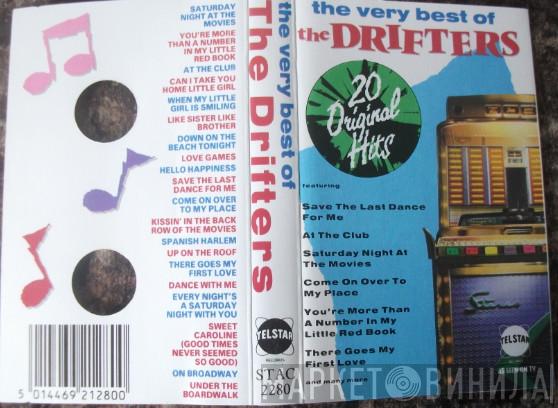 SATURDAY
NIGHT AT THE
MOVIES
YOU'RE MORE
THAN A NUMBER
IN MY LITTLE
RED BOOK
AT THE CLUB
CAN I TAKE YOU
HOME LITTLE GIRL
WHEN MY LITTLE
GIRL IS SMILING
LIKE SISTER LIKE
BROTHER
DOWN ON THE
BEACH TONIGHT
LOVE GAMES
HELLO HAPPINESS
SAVE THE LAST
DANCE FOR ME
COME ON OVER
TO MY PLACE
KISSIN' IN THE BACK
ROW OF THE MOVIES
SPANISH HARLEM
UP ON THE ROOF
THERE GOES MY
FIRST LOVE
DANCE WITH ME
EVERY NIGHT'S
A SATURDAY
NIGHT WITH YOU
SWEET
CAROLINE
(GOOD TIMES
NEVER SEEMED
SO GOOD)
ON BROADWAY
UNDER THE
BOARDWALK
5 014469 212800
the very best of
The Drifters
TELSTAR
RECORDS
STAC
2280
the very best of
the DRIFTERS
20
Original
Hits
featuring
Save The Last Dance
For Me
At The Club
Saturday Night At
The Movies
Come On Over To
My Place
You're More Than
A Number In My
Little Red Book
There Goes My
First Love
and many more
TELSTAR
AS SEEN ON TV
МАРКЕТ ВИНИЛА